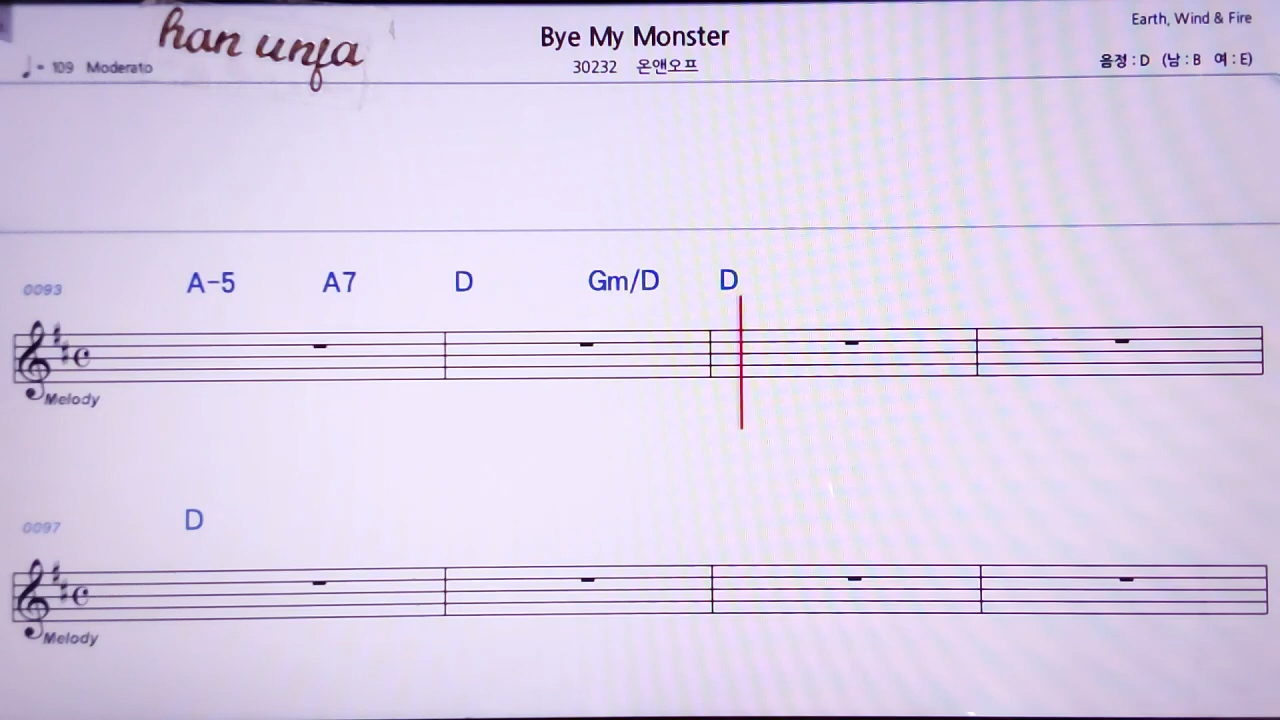 Earth, Wind & Fire
han unfa
Bye My Monster
♩= 109 Moderato
30232 온앤오프
음정 : D (남 : B 여 : E)
0093 A-5 A7 D Gm/D D
Melody
0097 D
Melody